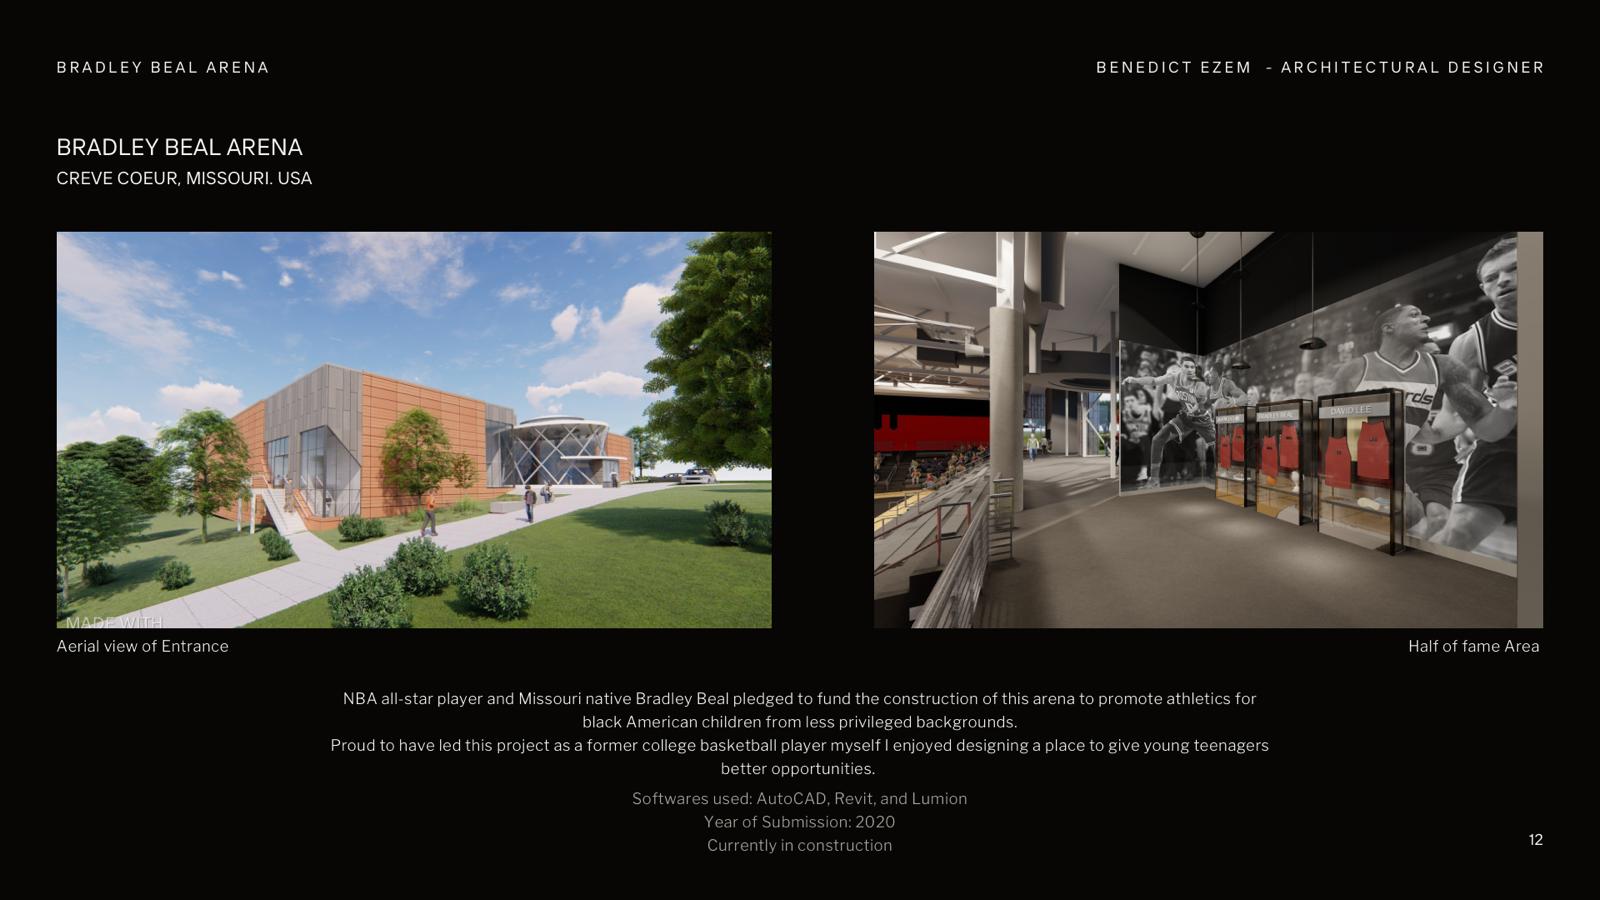 BRADLEY BEAL ARENA
BENEDICT EZEM - ARCHITECTURAL DESIGNER
BRADLEY BEAL ARENA
CREVE COEUR, MISSOURI. USA
BRADLEY BEAL
DAVID LEE
rds
MADE WITH
Aerial view of Entrance
Half of fame Area
NBA all-star player and Missouri native Bradley Beal pledged to fund the construction of this arena to promote athletics for
black American children from less privileged backgrounds.
Proud to have led this project as a former college basketball player myself I enjoyed designing a place to give young teenagers
better opportunities.
Softwares used: AutoCAD, Revit, and Lumion
Year of Submission: 2020
Currently in construction
12